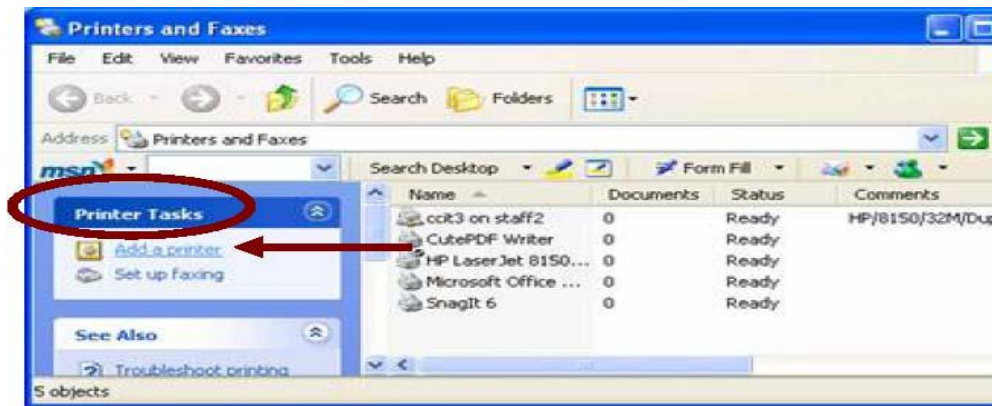 Printers and Faxes
File Edit View Favorites Tools Help
Back Search Folders
Address Printers and Faxes
msn Search Desktop Form Fill
Printer Tasks
Add a printer
Set up faxing
See Also
Troubleshoot printing
Name Documents Status Comments
ccit3 on staff2 0 Ready HP/8150/32M/Dup
CutePDF Writer 0 Ready
HP LaserJet 8150... 0 Ready
Microsoft Office ... 0 Ready
SnagIt 6 0 Ready
5 objects